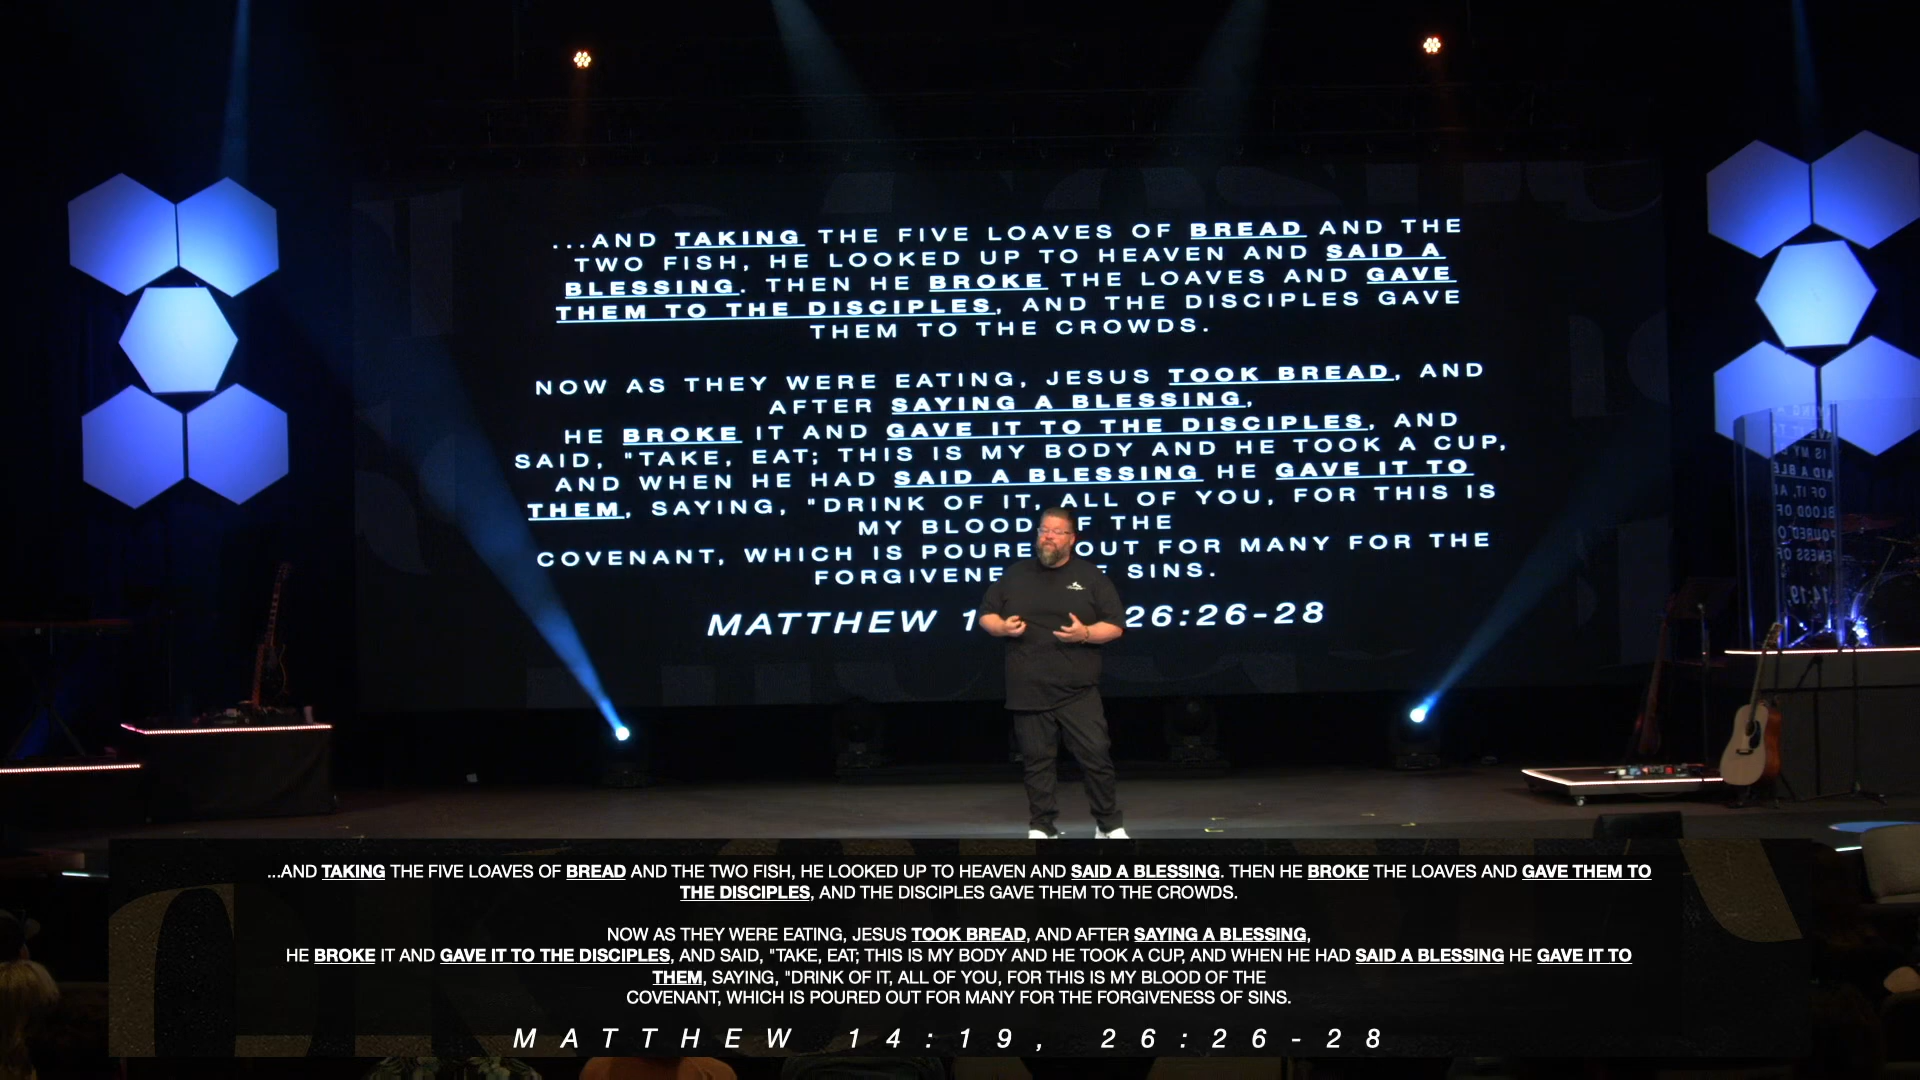 ...AND TAKING THE FIVE LOAVES OF BREAD AND THE
TWO FISH, HE LOOKED UP TO HEAVEN AND SAID A
BLESSING. THEN HE BROKE THE LOAVES AND GAVE
THEM TO THE DISCIPLES, AND THE DISCIPLES GAVE
THEM TO THE CROWDS.
NOW AS THEY WERE EATING, JESUS TOOK BREAD, AND
AFTER SAYING A BLESSING,
HE BROKE IT AND GAVE IT TO THE DISCIPLES, AND
SAID, "TAKE, EAT; THIS IS MY BODY AND HE TOOK A CUP,
AND WHEN HE HAD SAID A BLESSING HE GAVE IT TO
THEM, SAYING, "DRINK OF IT, ALL OF YOU, FOR THIS IS
MY BLOOD F THE
COVENANT, WHICH IS POURE OUT FOR MANY FOR THE
FORGIVENE SINS.
MATTHEW 1 26:26-28
...AND TAKING THE FIVE LOAVES OF BREAD AND THE TWO FISH, HE LOOKED UP TO HEAVEN AND SAID A BLESSING. THEN HE BROKE THE LOAVES AND GAVE THEM TO
THE DISCIPLES, AND THE DISCIPLES GAVE THEM TO THE CROWDS.
NOW AS THEY WERE EATING, JESUS TOOK BREAD, AND AFTER SAYING A BLESSING,
HE BROKE IT AND GAVE IT TO THE DISCIPLES, AND SAID, "TAKE, EAT; THIS IS MY BODY AND HE TOOK A CUP, AND WHEN HE HAD SAID A BLESSING HE GAVE IT TO
THEM, SAYING, "DRINK OF IT, ALL OF YOU, FOR THIS IS MY BLOOD OF THE
COVENANT, WHICH IS POURED OUT FOR MANY FOR THE FORGIVENESS OF SINS.
MATTHEW 14:19, 26:26-28